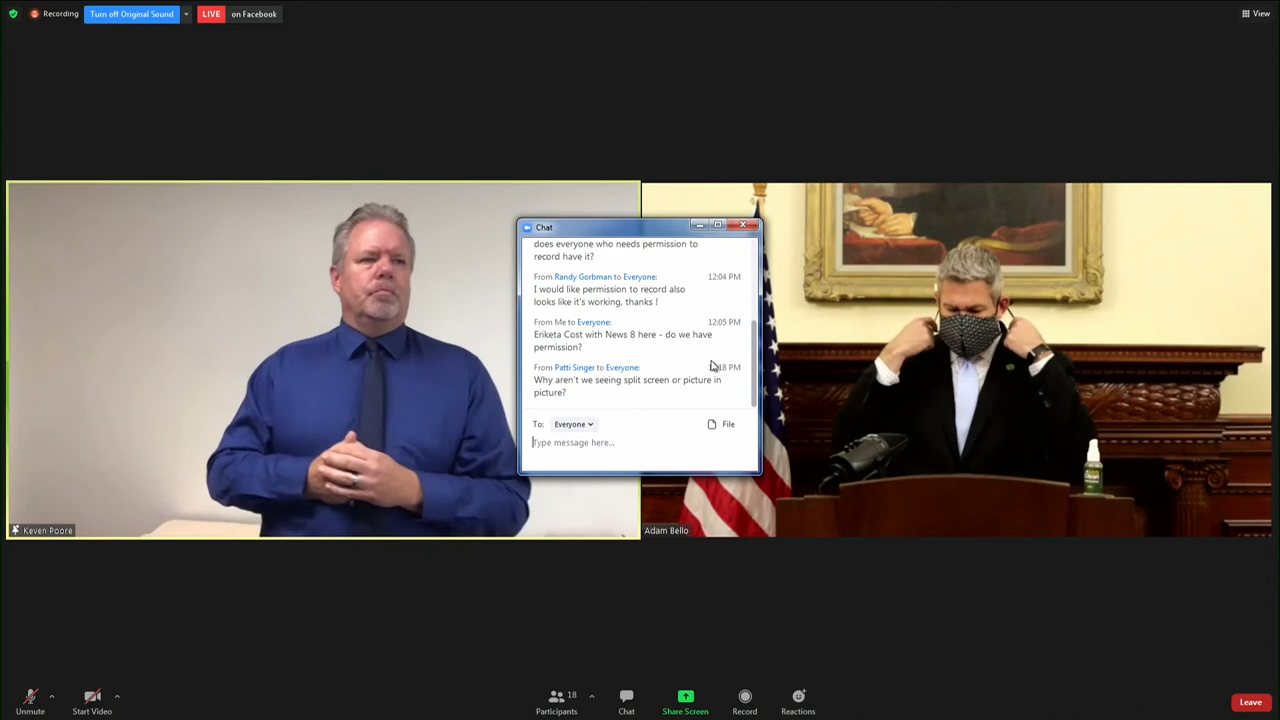 Recording
Turn off Original Sound
LIVE on Facebook
View
Chat
does everyone who needs permission to
record have it?
From Randy Gorbman to Everyone: 12:04 PM
I would like permission to record also
looks like it's working, thanks !
From Me to Everyone: 12:05 PM
Eriketa Cost with News 8 here - do we have
permission?
From Patti Singer to Everyone: PM
Why aren't we seeing split screen or picture in
picture?
To: Everyone File
Type message here...
Keven Poore
Adam Bello
Unmute
Start Video
Participants 18
Chat
Share Screen
Record
Reactions
Leave